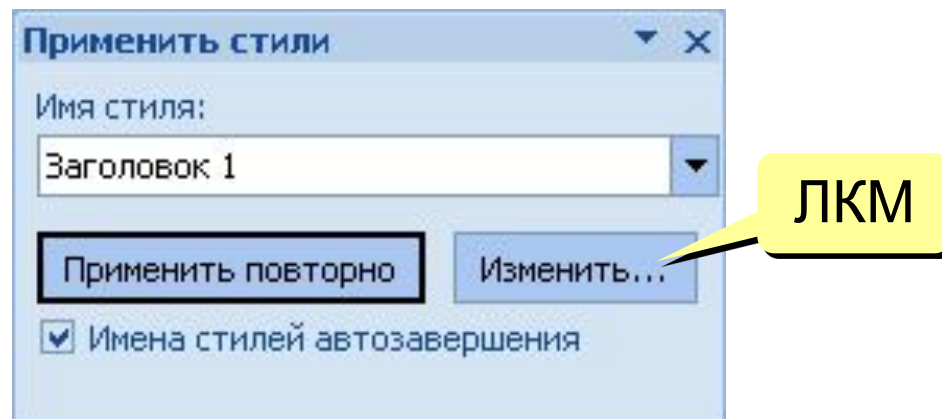 Применить стили
Имя стиля:
Заголовок 1
ЛКМ
Применить повторно Изменить...
Имена стилей автозавершения